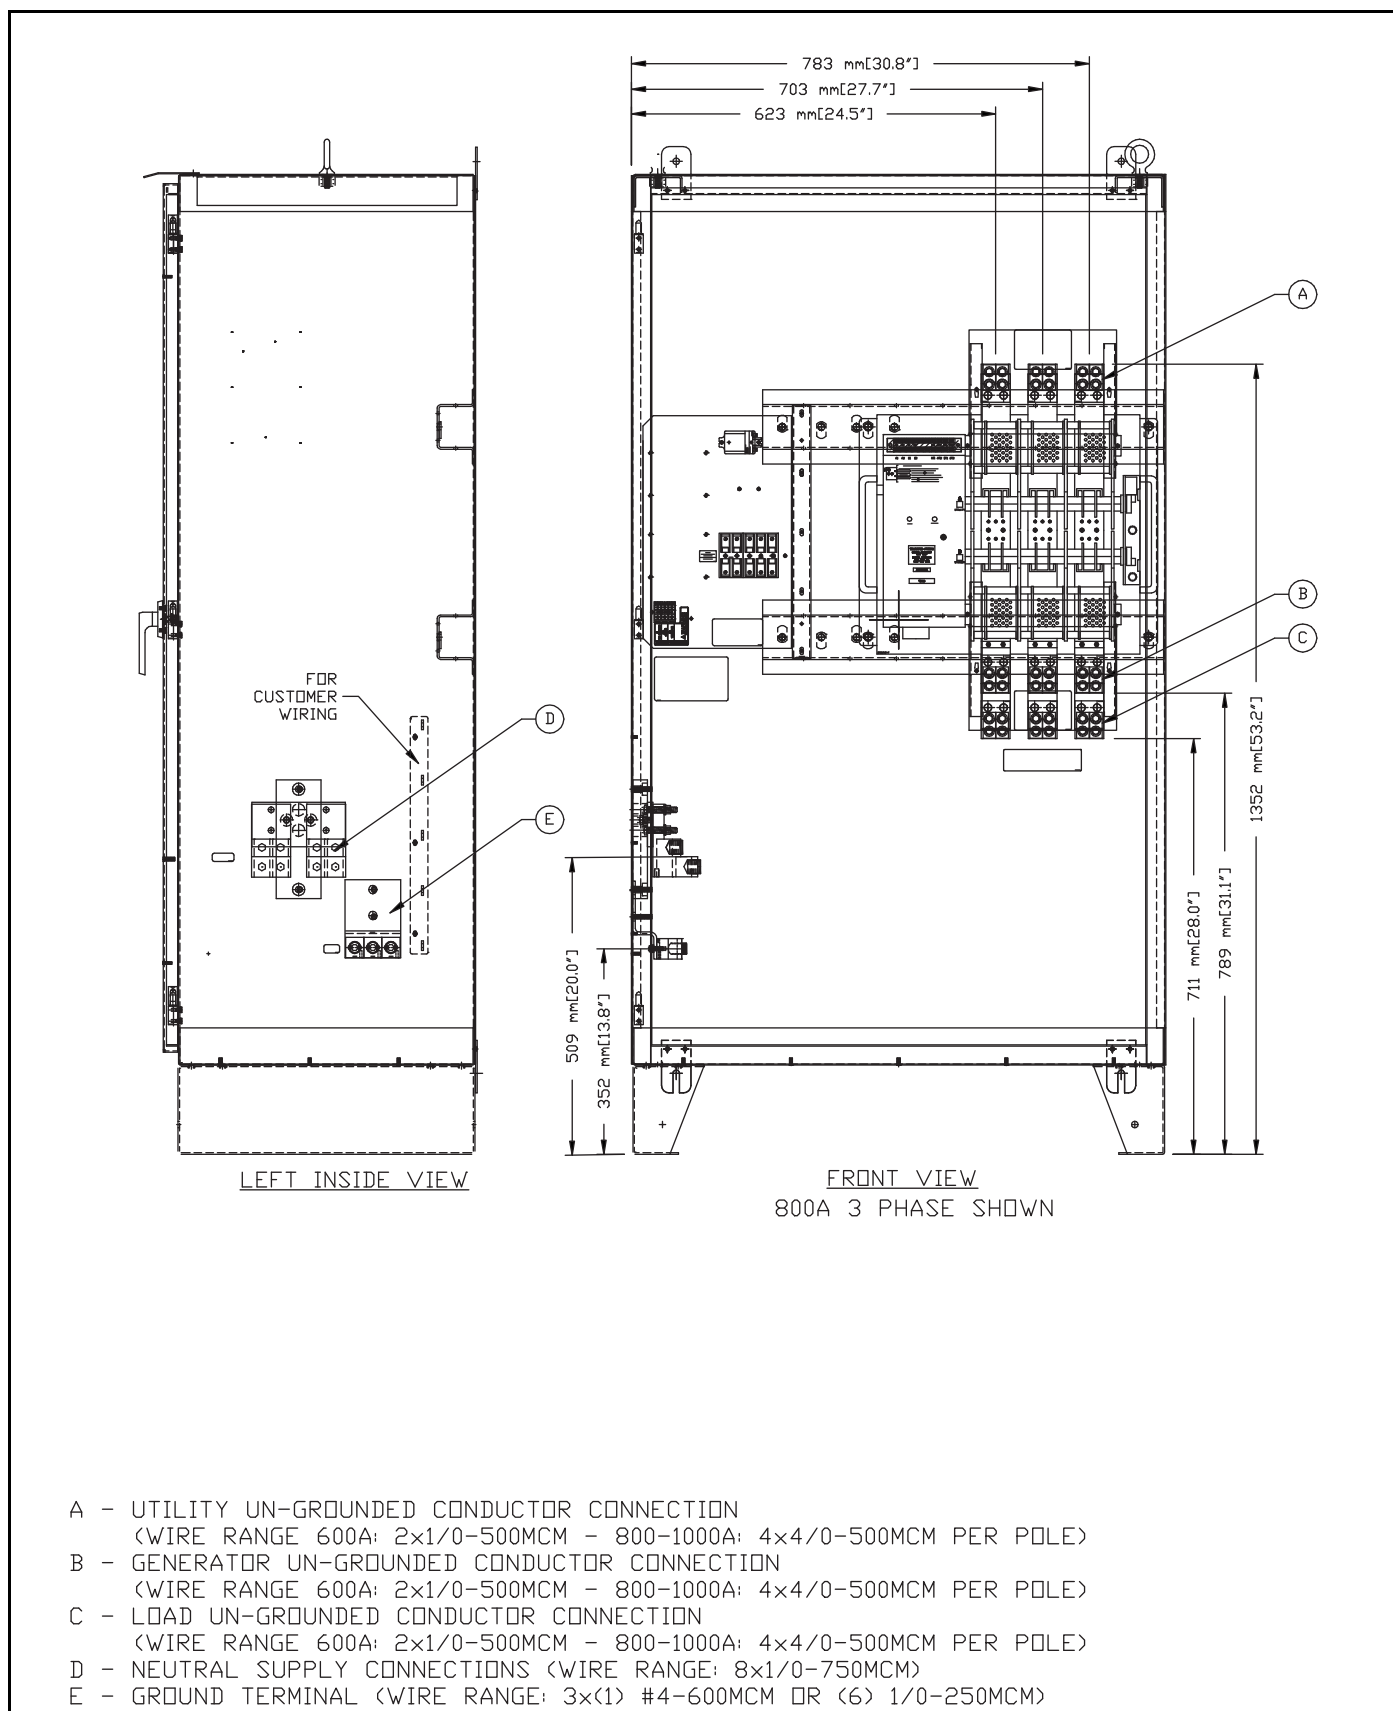 783 mm[30.8"]
703 mm[27.7"]
623 mm[24.5"]
A
B
C
FOR
CUSTOMER
WIRING
D
E
1352 mm[53.2"]
789 mm[31.1"]
711 mm[28.0"]
509 mm[20.0"]
352 mm[13.8"]
LEFT INSIDE VIEW
FRONT VIEW
800A 3 PHASE SHOWN
A - UTILITY UN-GROUNDED CONDUCTOR CONNECTION
(WIRE RANGE 600A: 2x1/0-500MCM - 800-1000A: 4x4/0-500MCM PER POLE)
B - GENERATOR UN-GROUNDED CONDUCTOR CONNECTION
(WIRE RANGE 600A: 2x1/0-500MCM - 800-1000A: 4x4/0-500MCM PER POLE)
C - LOAD UN-GROUNDED CONDUCTOR CONNECTION
(WIRE RANGE 600A: 2x1/0-500MCM - 800-1000A: 4x4/0-500MCM PER POLE)
D - NEUTRAL SUPPLY CONNECTIONS (WIRE RANGE: 8x1/0-750MCM)
E - GROUND TERMINAL (WIRE RANGE: 3x(1) #4-600MCM OR (6) 1/0-250MCM)